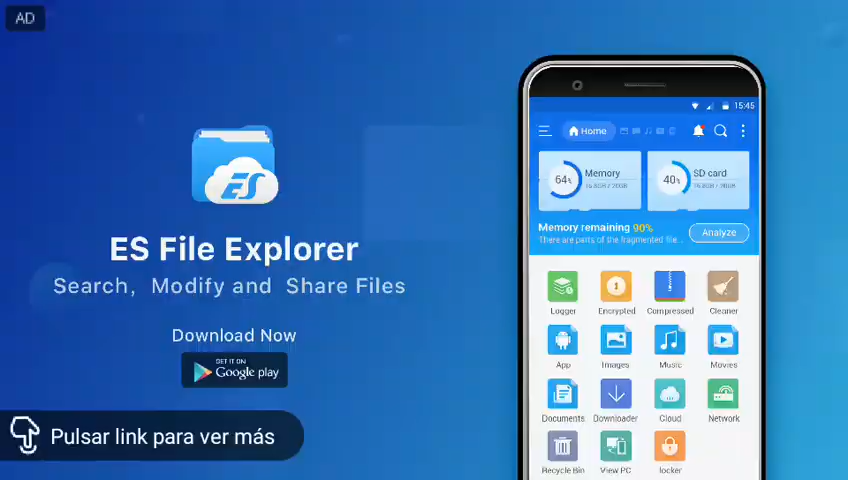 AD
ES
ES File Explorer
Search, Modify and Share Files
Download Now
GET IT ON
Google play
Pulsar link para ver más
15:45
Home
64%
Memory
40%
SD card
Memory remaining 90%
There are parts of the fragmented file...
Analyze
Logger
Encrypted
Compressed
Cleaner
App
Images
Music
Movies
Documents
Downloader
Cloud
Network
Recycle Bin
View PC
locker